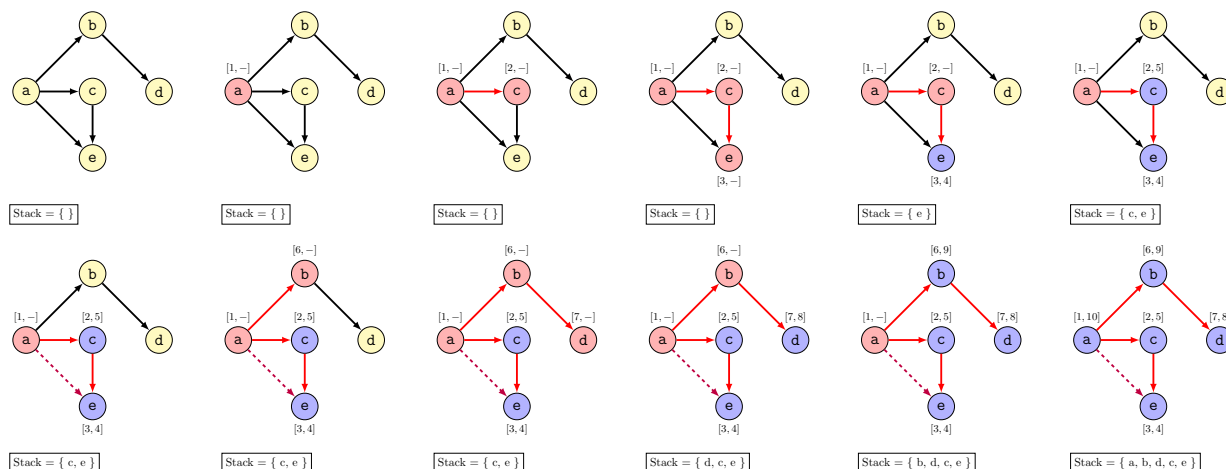 b b b b b b
[1, −] [1, −] [2, −] [1, −] [2, −] [1, −] [2, −] [1, −] [2, 5]
a c d a c d a c d a c d a c d a c d
e e e e e e
[3, −] [3, 4] [3, 4]
Stack = { } Stack = { } Stack = { } Stack = { } Stack = { e } Stack = { c, e }
[6, −] [6, −] [6, −] [6, 9] [6, 9]
b b b b b b
[1, −] [2, 5] [1, −] [2, 5] [1, −] [2, 5] [7, −] [1, −] [2, 5] [7, 8] [1, −] [2, 5] [7, 8] [1, 10] [2, 5] [7, 8
a c d a c d a c d a c d a c d a c d
e e e e e e
[3, 4] [3, 4] [3, 4] [3, 4] [3, 4] [3, 4]
Stack = { c, e } Stack = { c, e } Stack = { c, e } Stack = { d, c, e } Stack = { b, d, c, e } Stack = { a, b, d, c, e }